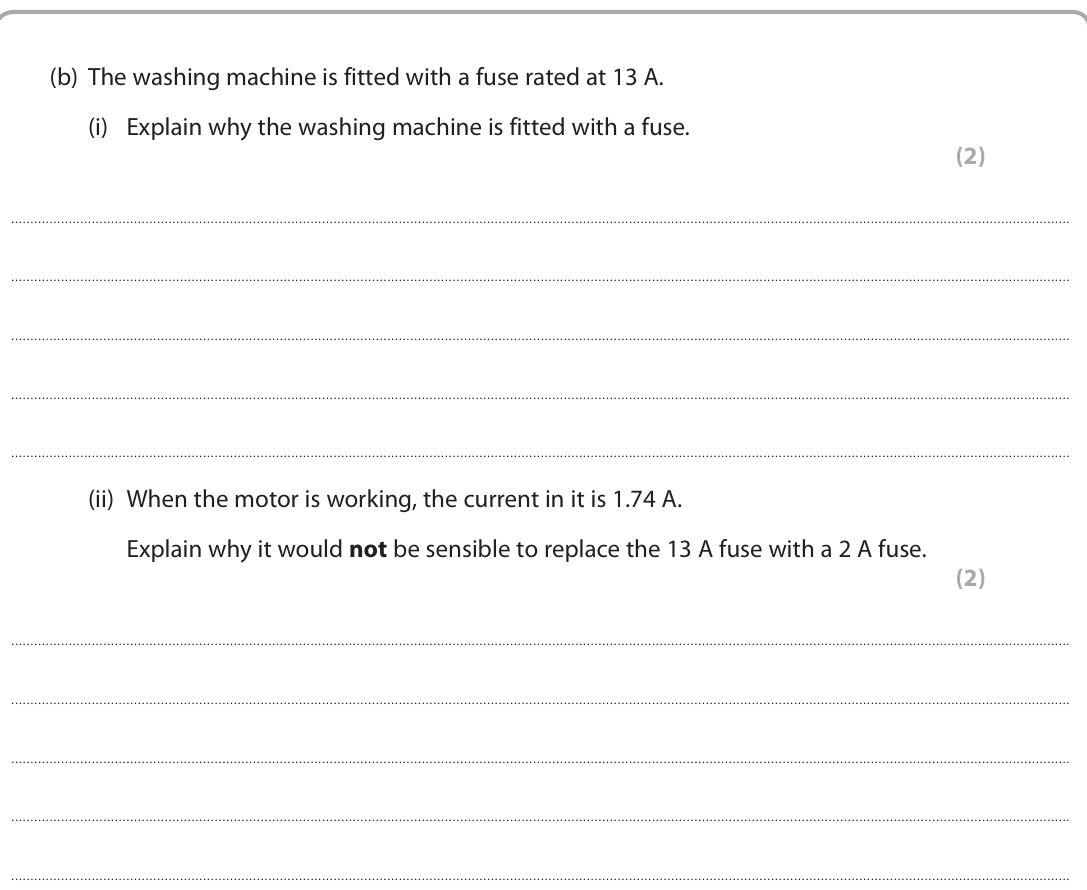 (b) The washing machine is fitted with a fuse rated at 13 A.
(i) Explain why the washing machine is fitted with a fuse.
(2)
(ii) When the motor is working, the current in it is 1.74 A.
Explain why it would not be sensible to replace the 13 A fuse with a 2 A fuse.
(2)